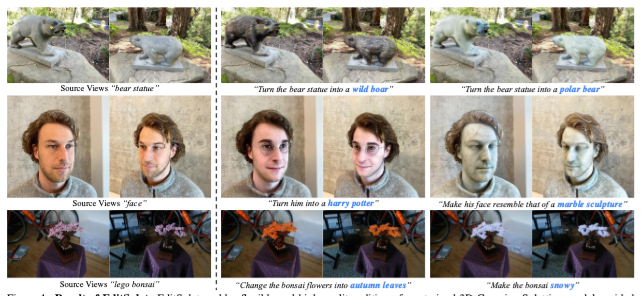 Source Views "bear statue"
"Turn the bear statue into a wild boar"
"Turn the bear statue into a polar bear"
Source Views "face"
"Turn him into a harry potter"
"Make his face resemble that of a marble sculpture"
Source Views "lego bonsai"
"Change the bonsai flowers into autumn leaves"
"Make the bonsai snowy"